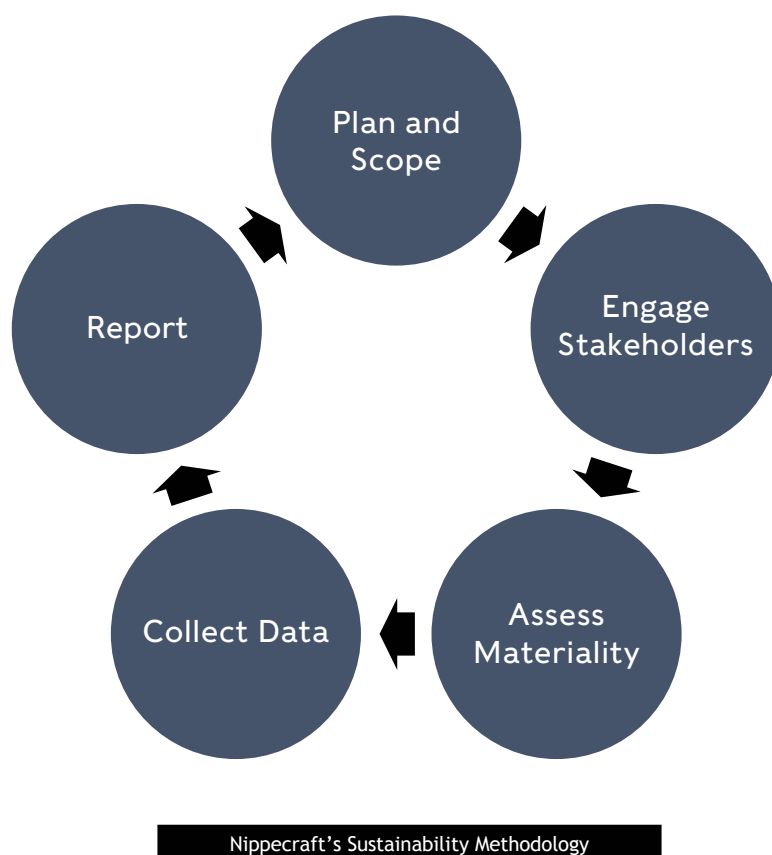 Plan and
Scope
Engage
Stakeholders
Assess
Materiality
Collect Data
Report
Nippecraft's Sustainability Methodology